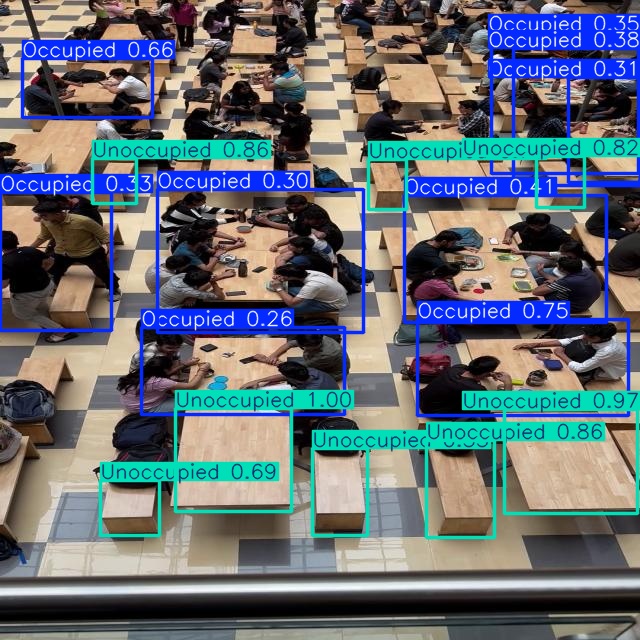 Occupied 0.35
Occupied 0.38
Occupied 0.66
Occupied 0.31
Unoccupied 0.86
Unoccupied 0.82
Occupied 0.33
Occupied 0.30
Occupied 0.41
Occupied 0.26
Occupied 0.75
Unoccupied 1.00
Unoccupied 0.97
Unoccupied
Unoccupied 0.86
Unoccupied 0.69